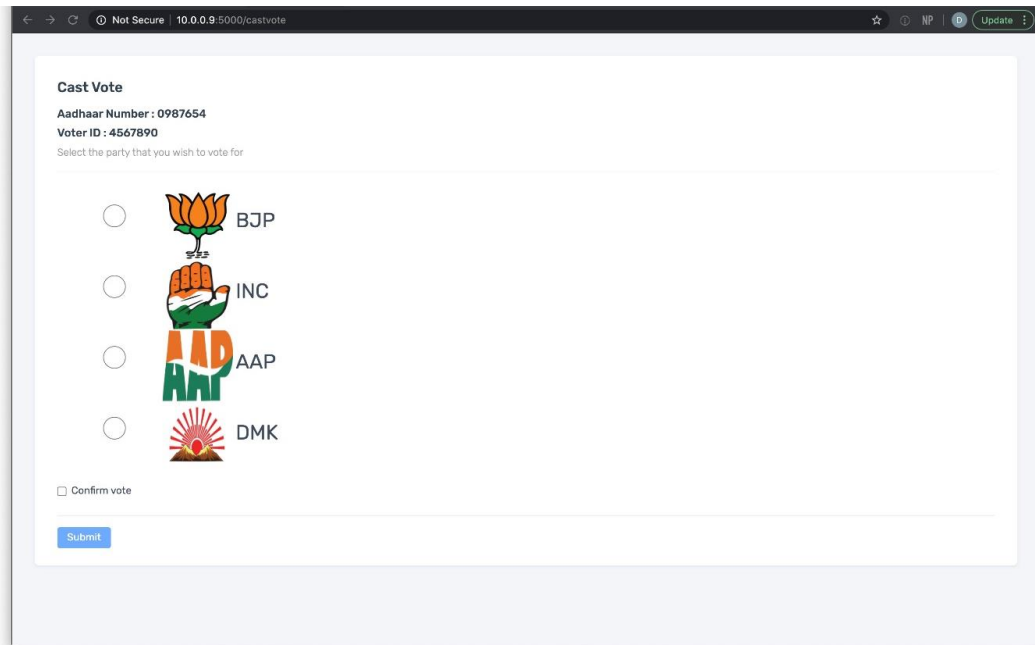 Not Secure | 10.0.0.9:5000/castvote NP D Update
Cast Vote
Aadhaar Number : 0987654
Voter ID : 4567890
Select the party that you wish to vote for
BJP
INC
AAP
AAP
DMK
Confirm vote
Submit